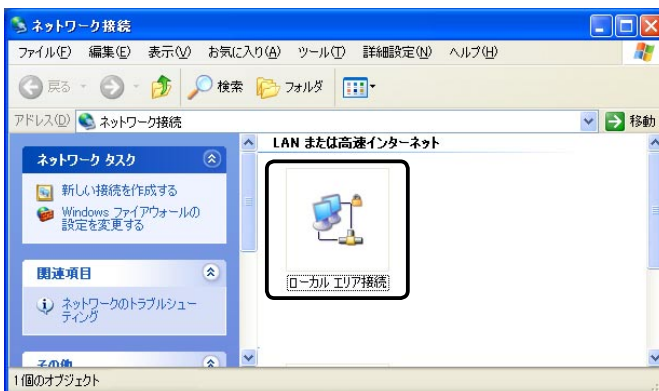 ネットワーク接続
ファイル(F) 編集(E) 表示(V) お気に入り(A) ツール(T) 詳細設定(N) ヘルプ(H)
戻る 検索 フォルダ
アドレス(D) ネットワーク接続 移動
ネットワーク タスク
新しい接続を作成する
Windows ファイアウォールの
設定を変更する
関連項目
ネットワークのトラブルシュー
ティング
その他
LAN または高速インターネット
ローカル エリア接続
1 個のオブジェクト